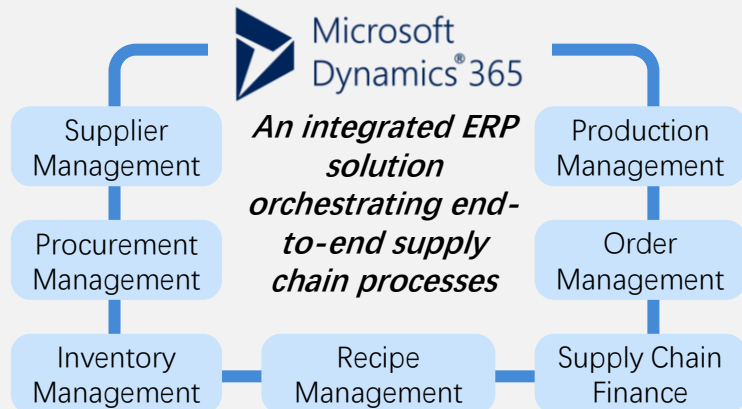 Microsoft
Dynamics® 365
Supplier
Management
An integrated ERP
solution
orchestrating end-
to-end supply
chain processes
Production
Management
Procurement
Management
Order
Management
Inventory
Management
Recipe
Management
Supply Chain
Finance